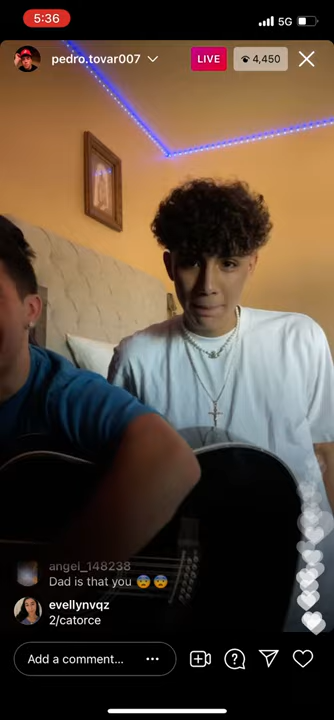 5:36
5G
pedro.tovar007
LIVE
4,450
angel_148238
Dad is that you 😨😨
evellynvqz
2/catorce
Add a comment...